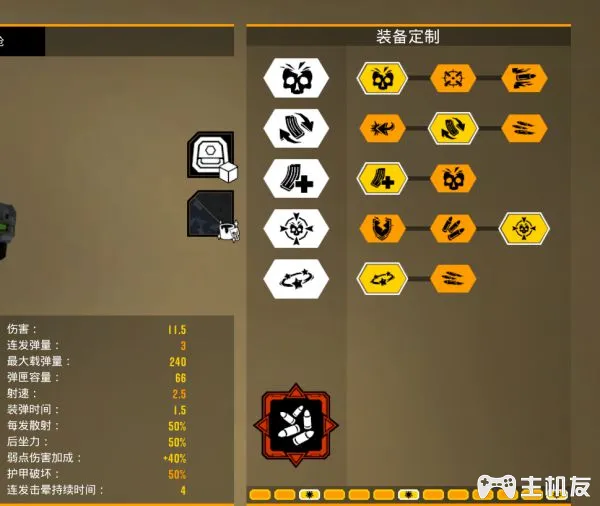 装备定制
伤害： 11.5
连发弹量： 3
最大载弹量： 240
弹匣容量： 66
射速： 2.5
装弹时间： 1.5
每发散射： 50%
后坐力： 50%
弱点伤害加成： +40%
护甲破坏： 50%
连发击晕持续时间： 4
主机友